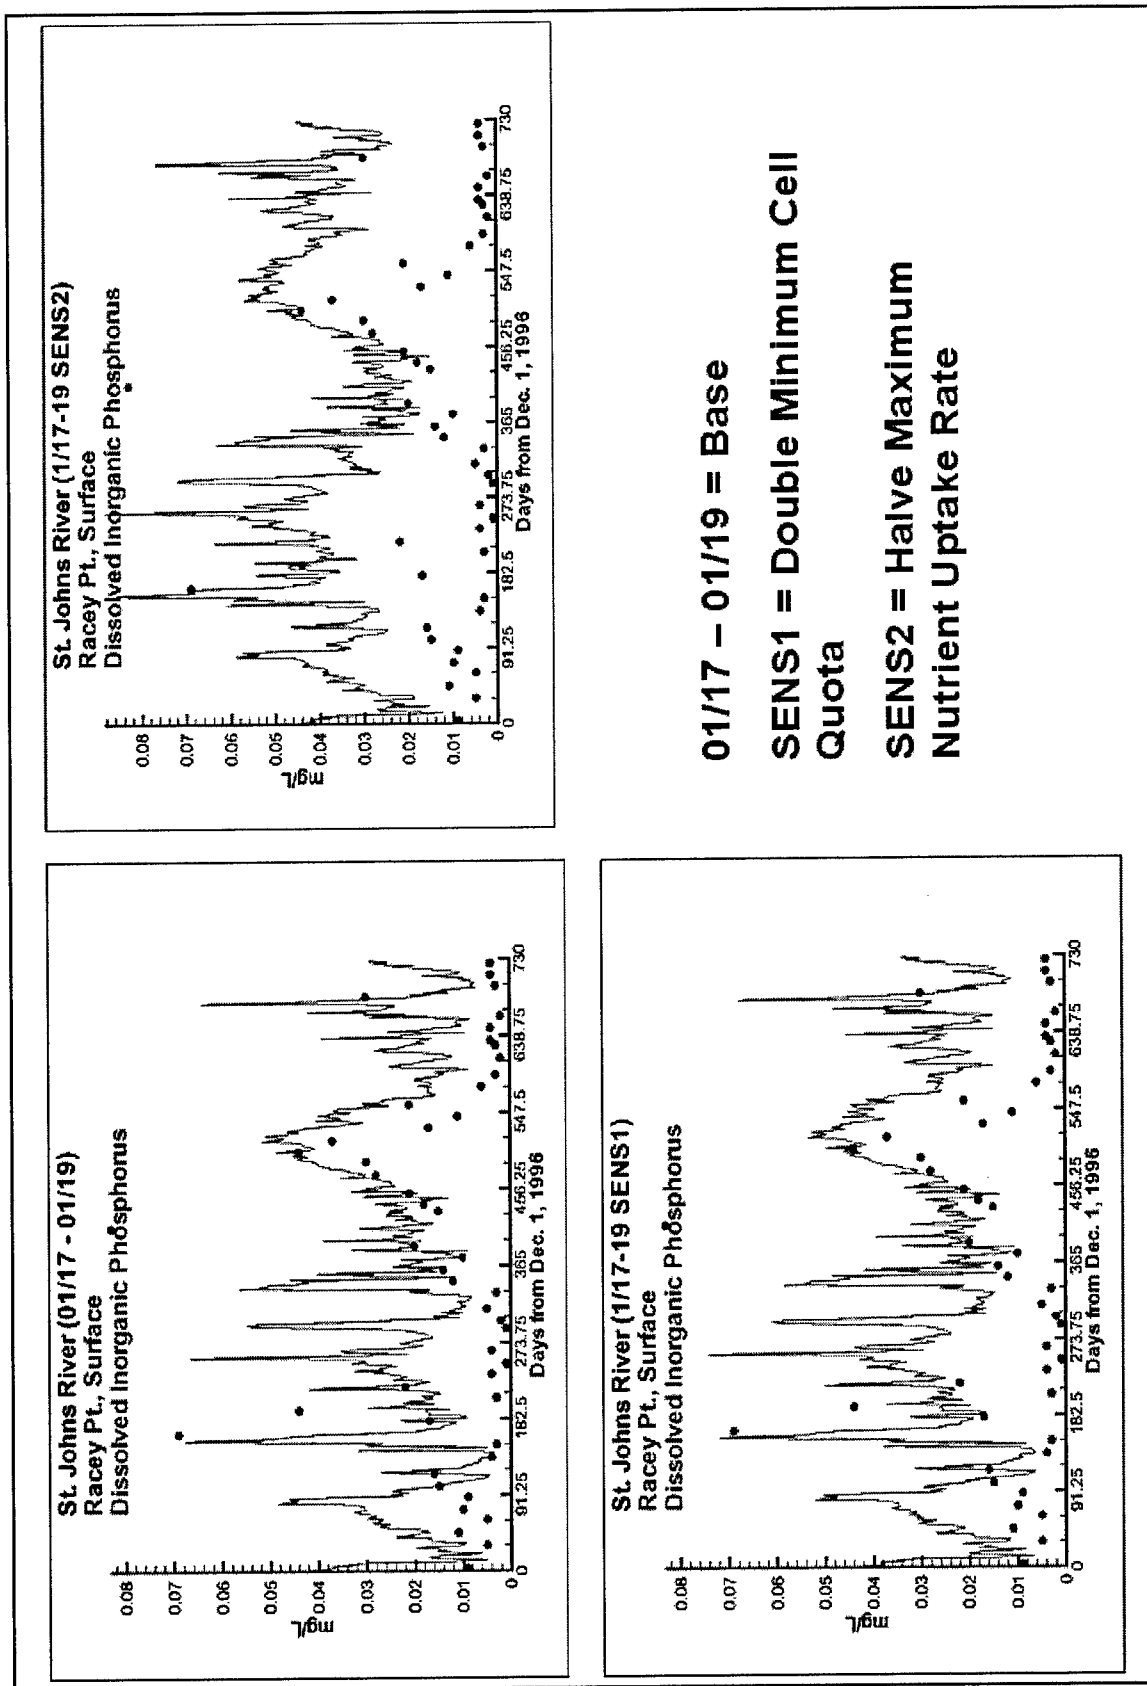 St. Johns River (01/17 - 01/19)
Racey Pt., Surface
Dissolved Inorganic Phosphorus
0.08
0.07
0.06
0.05
0.04
0.03
0.02
0.01
0
mg/L
0
91.25
182.5
273.75
365
456.25
547.5
638.75
730
Days from Dec. 1, 1996
St. Johns River (1/17-19 SENS2)
Racey Pt., Surface
Dissolved Inorganic Phosphorus
0.08
0.07
0.06
0.05
0.04
0.03
0.02
0.01
0
mg/L
0
91.25
182.5
273.75
365
456.25
547.5
638.75
730
Days from Dec. 1, 1996
St. Johns River (1/17-19 SENS1)
Racey Pt., Surface
Dissolved Inorganic Phosphorus
0.08
0.07
0.06
0.05
0.04
0.03
0.02
0.01
0
mg/L
0
91.25
182.5
273.75
365
456.25
547.5
638.75
730
Days from Dec. 1, 1996
01/17 – 01/19 = Base
SENS1 = Double Minimum Cell
Quota
SENS2 = Halve Maximum
Nutrient Uptake Rate